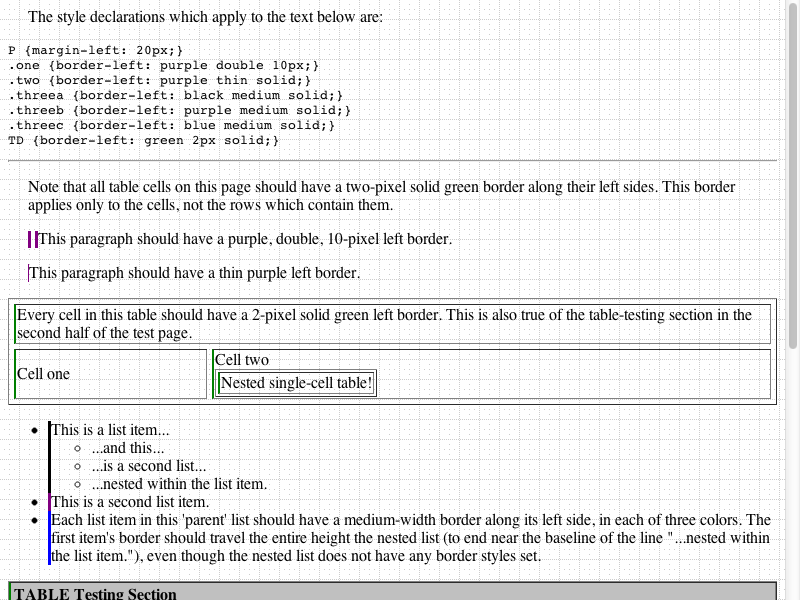 The style declarations which apply to the text below are:
P {margin-left: 20px;}
.one {border-left: purple double 10px;}
.two {border-left: purple thin solid;}
.threea {border-left: black medium solid;}
.threeb {border-left: purple medium solid;}
.threec {border-left: blue medium solid;}
TD {border-left: green 2px solid;}
Note that all table cells on this page should have a two-pixel solid green border along their left sides. This border
applies only to the cells, not the rows which contain them.
This paragraph should have a purple, double, 10-pixel left border.
This paragraph should have a thin purple left border.
Every cell in this table should have a 2-pixel solid green left border. This is also true of the table-testing section in the
second half of the test page.
Cell one
Cell two
Nested single-cell table!
This is a list item...
...and this...
...is a second list...
...nested within the list item.
This is a second list item.
Each list item in this 'parent' list should have a medium-width border along its left side, in each of three colors. The
first item's border should travel the entire height the nested list (to end near the baseline of the line "...nested within
the list item."), even though the nested list does not have any border styles set.
TABLE Testing Section